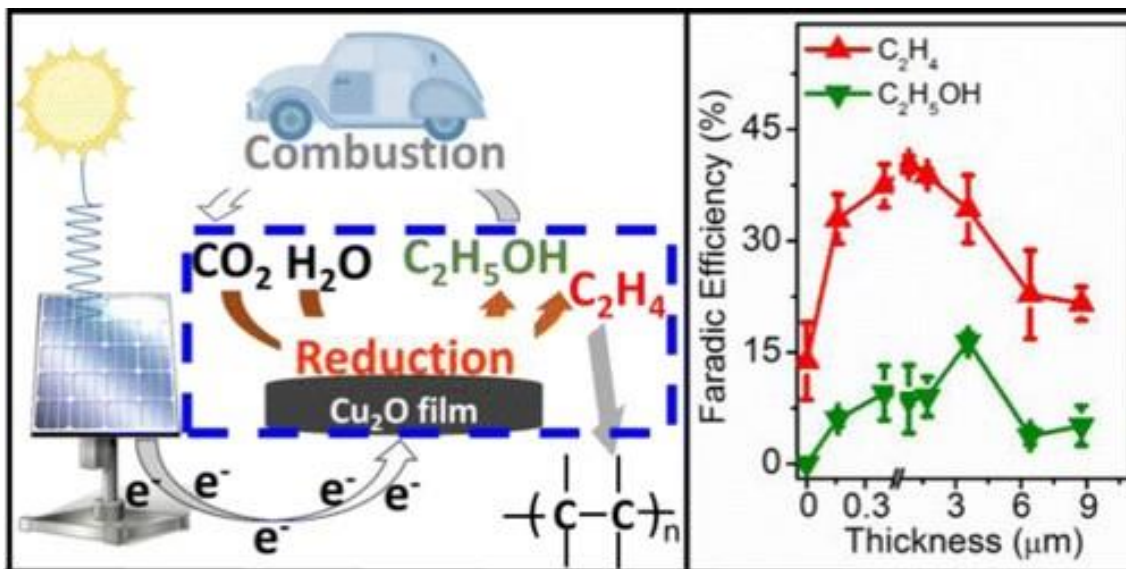 Combustion
CO₂ H₂O C₂H₅OH
C₂H₄
Reduction
Cu₂O film
e⁻ e⁻ e⁻ e⁻ e⁻
–(C–C)ₙ
C₂H₄
C₂H₅OH
Faradic Efficiency (%)
45
30
15
0
0 0.3 // 3 6 9
Thickness (μm)